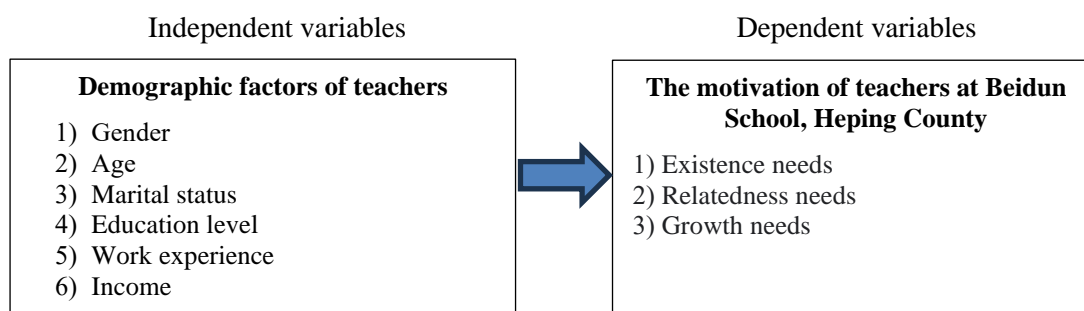 Independent variables
Demographic factors of teachers
1) Gender
2) Age
3) Marital status
4) Education level
5) Work experience
6) Income
Dependent variables
The motivation of teachers at Beidun
School, Heping County
1) Existence needs
2) Relatedness needs
3) Growth needs